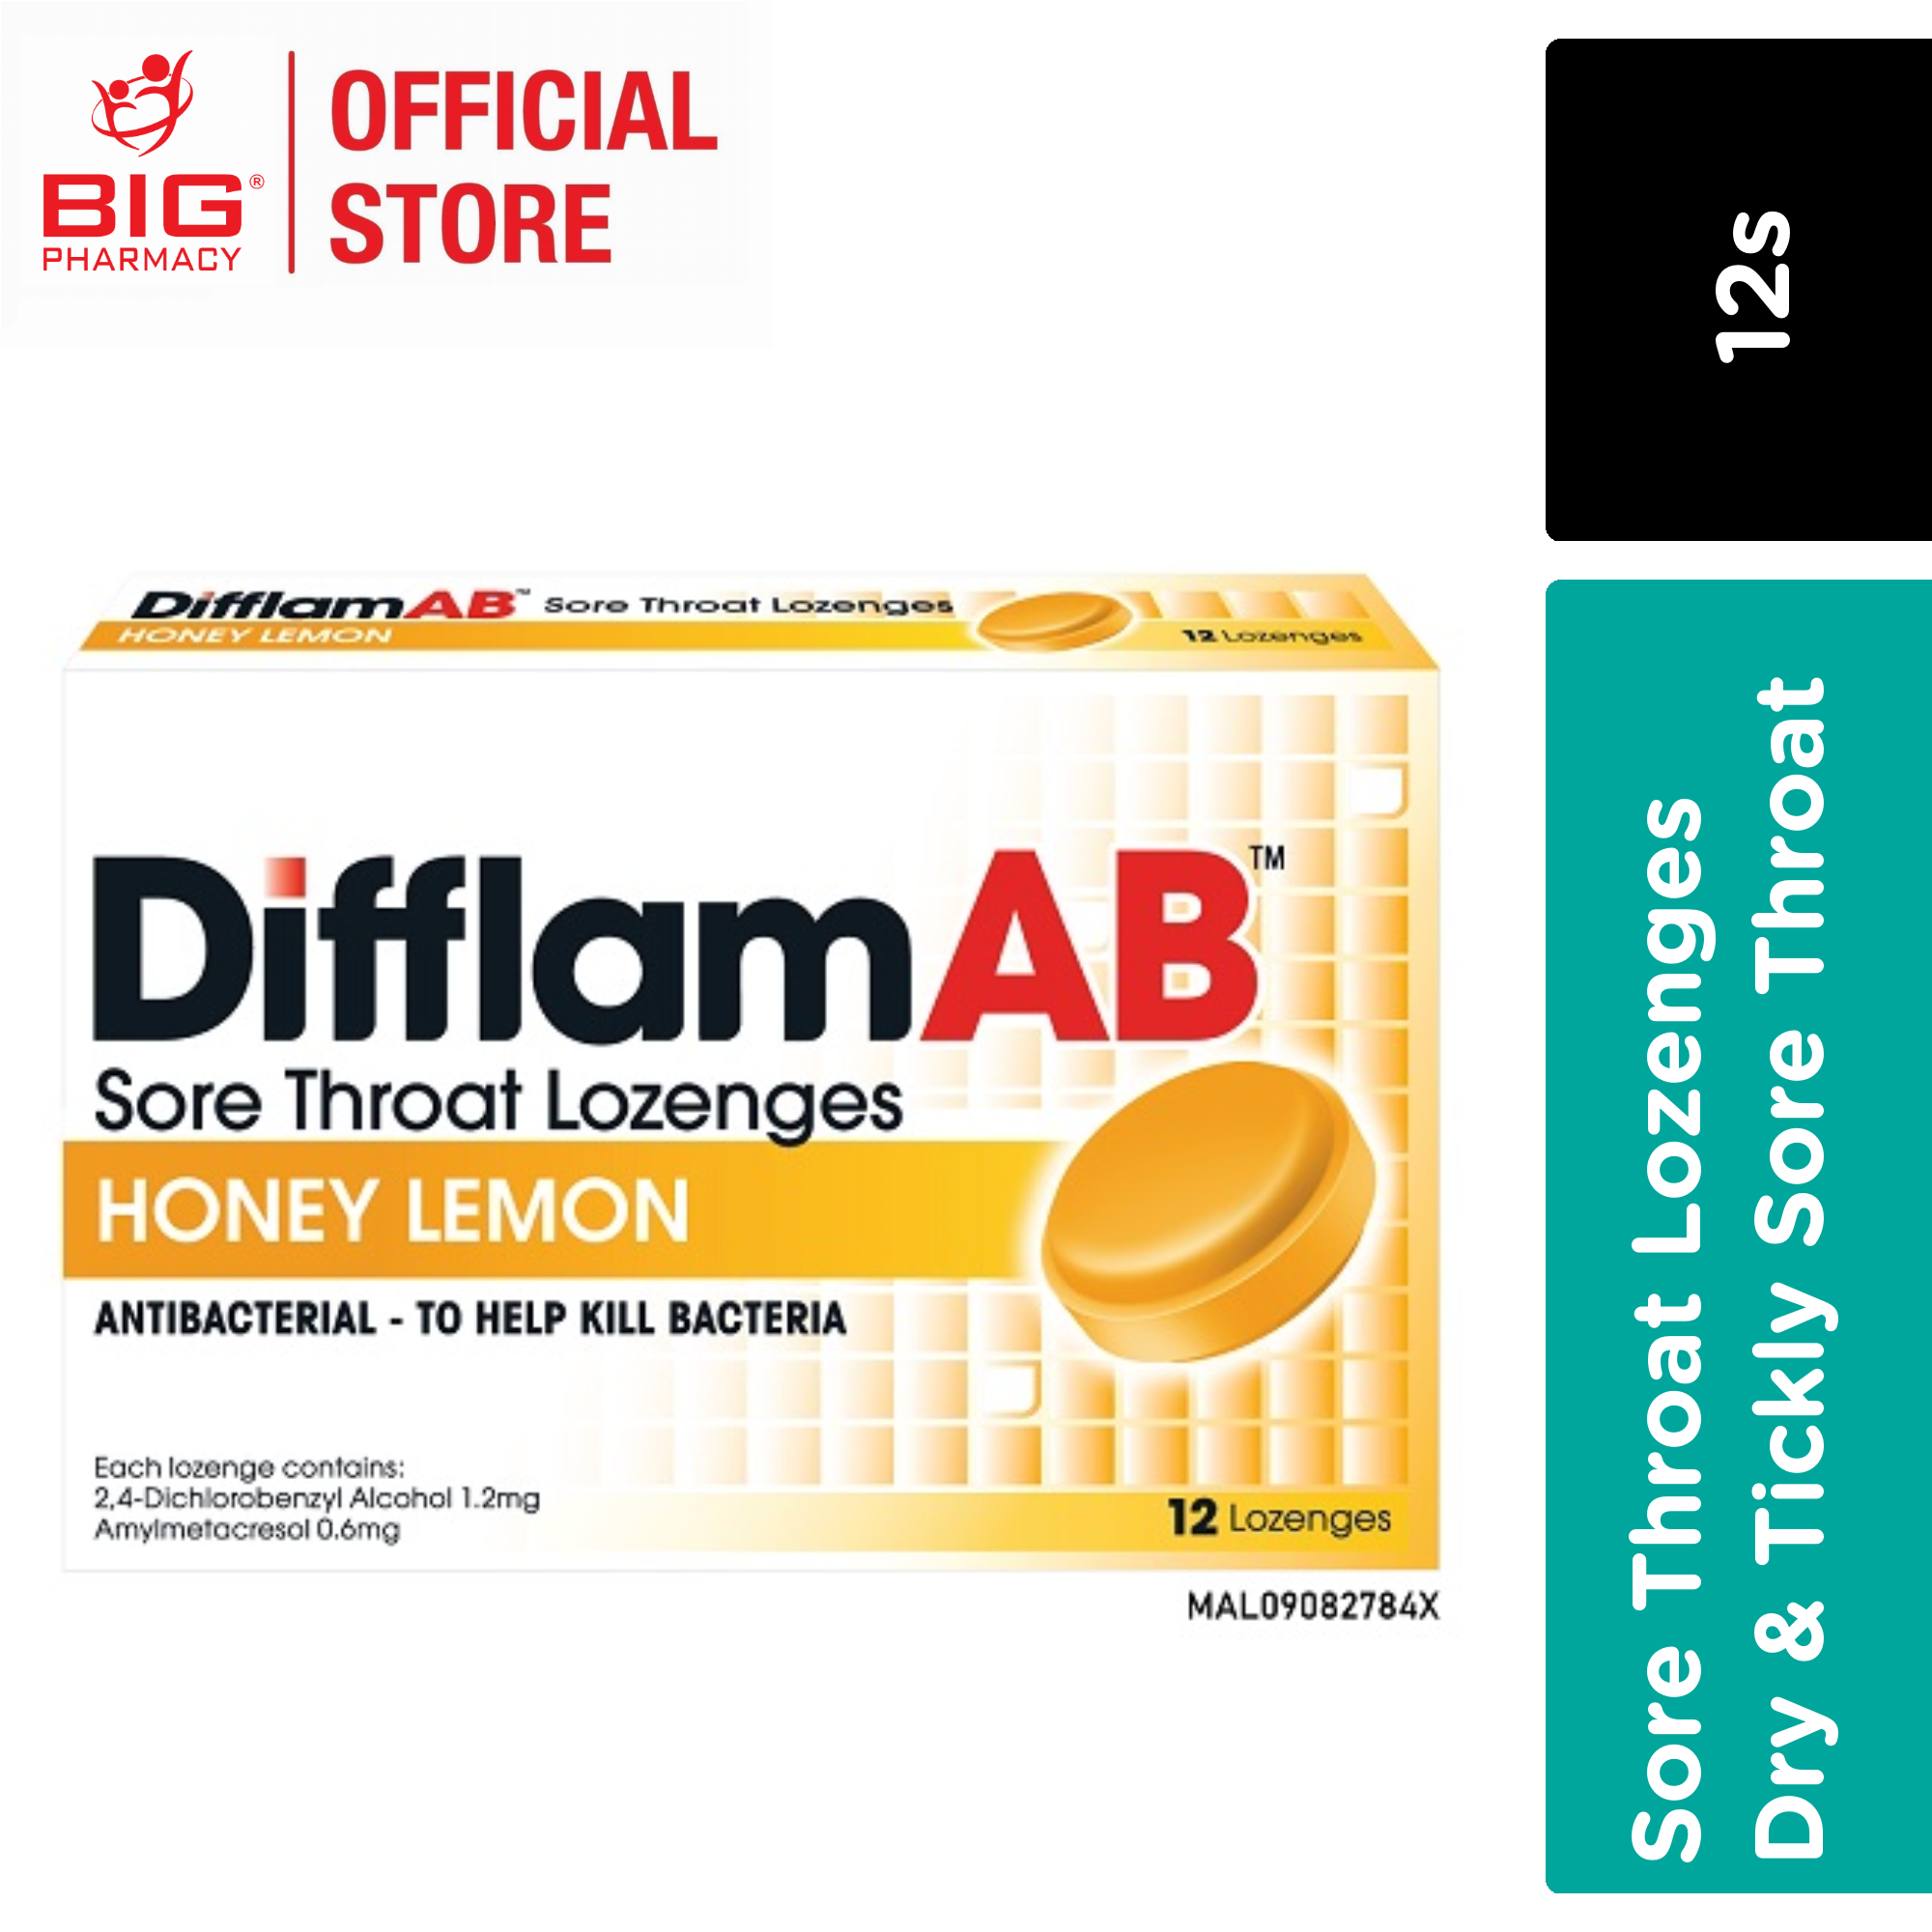 BIG®
PHARMACY
OFFICIAL
STORE
12s
DifflamAB™ Sore Throat Lozenges
HONEY LEMON
12 Lozenges
DifflamAB™
Sore Throat Lozenges
HONEY LEMON
ANTIBACTERIAL - TO HELP KILL BACTERIA
Each lozenge contains:
2,4-Dichlorobenzyl Alcohol 1.2mg
Amylmetacresol 0.6mg
12 Lozenges
MAL09082784X
Sore Throat Lozenges
Dry & Tickly Sore Throat